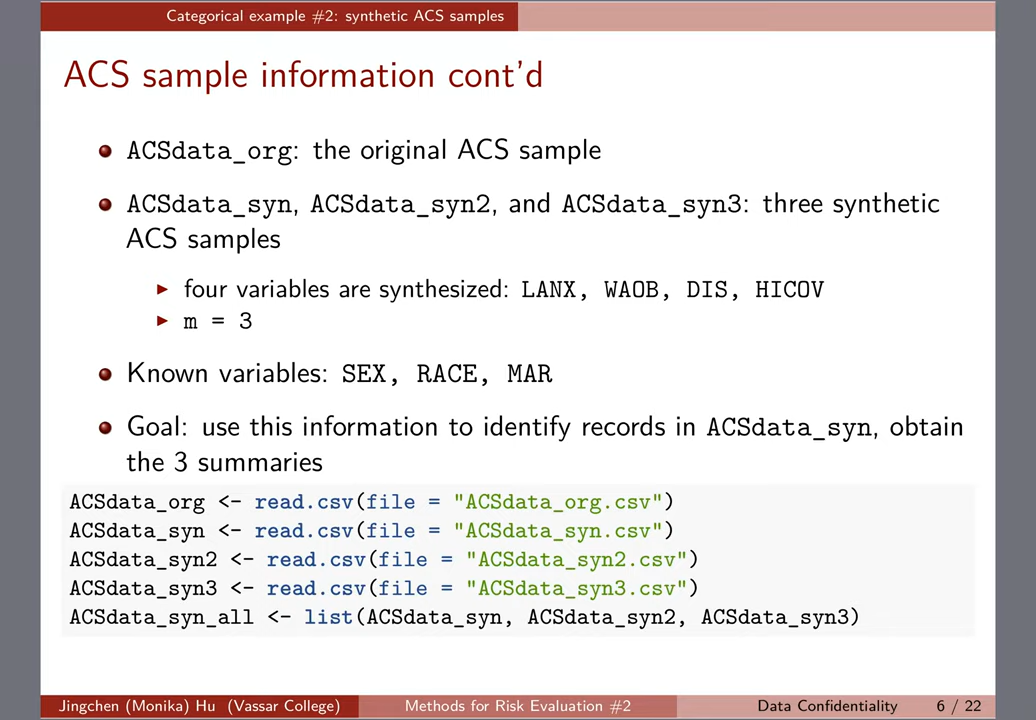 Categorical example #2: synthetic ACS samples
ACS sample information cont'd
ACSdata_org: the original ACS sample
ACSdata_syn, ACSdata_syn2, and ACSdata_syn3: three synthetic
ACS samples
four variables are synthesized: LANX, WAOB, DIS, HICOV
m = 3
Known variables: SEX, RACE, MAR
Goal: use this information to identify records in ACSdata_syn, obtain
the 3 summaries
ACSdata_org <- read.csv(file = "ACSdata_org.csv")
ACSdata_syn <- read.csv(file = "ACSdata_syn.csv")
ACSdata_syn2 <- read.csv(file = "ACSdata_syn2.csv")
ACSdata_syn3 <- read.csv(file = "ACSdata_syn3.csv")
ACSdata_syn_all <- list(ACSdata_syn, ACSdata_syn2, ACSdata_syn3)
Jingchen (Monika) Hu (Vassar College) Methods for Risk Evaluation #2 Data Confidentiality 6 / 22